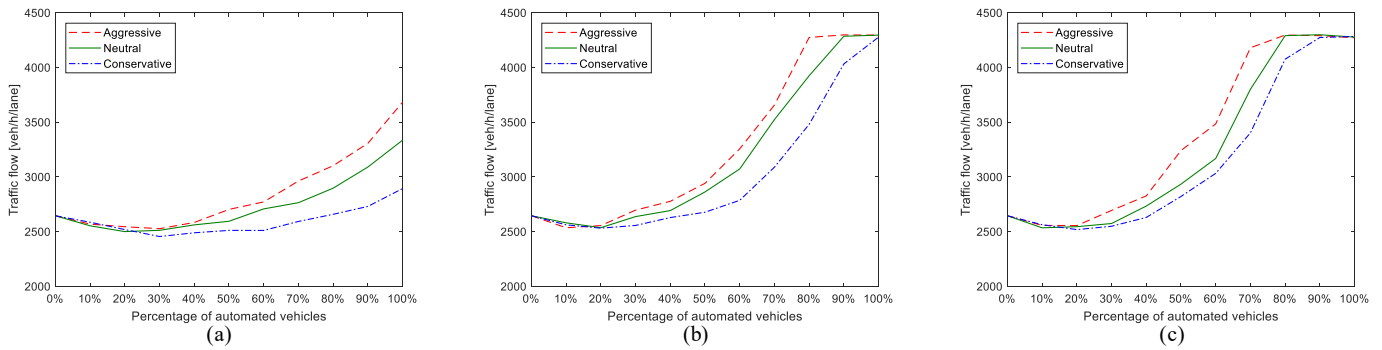 4500
4000
3500
3000
2500
2000
Traffic flow [veh/h/lane]
Aggressive
Neutral
Conservative
0% 10% 20% 30% 40% 50% 60% 70% 80% 90% 100%
Percentage of automated vehicles
(a)
4500
4000
3500
3000
2500
2000
Traffic flow [veh/h/lane]
Aggressive
Neutral
Conservative
0% 10% 20% 30% 40% 50% 60% 70% 80% 90% 100%
Percentage of automated vehicles
(b)
4500
4000
3500
3000
2500
2000
Traffic flow [veh/h/lane]
Aggressive
Neutral
Conservative
0% 10% 20% 30% 40% 50% 60% 70% 80% 90% 100%
Percentage of automated vehicles
(c)